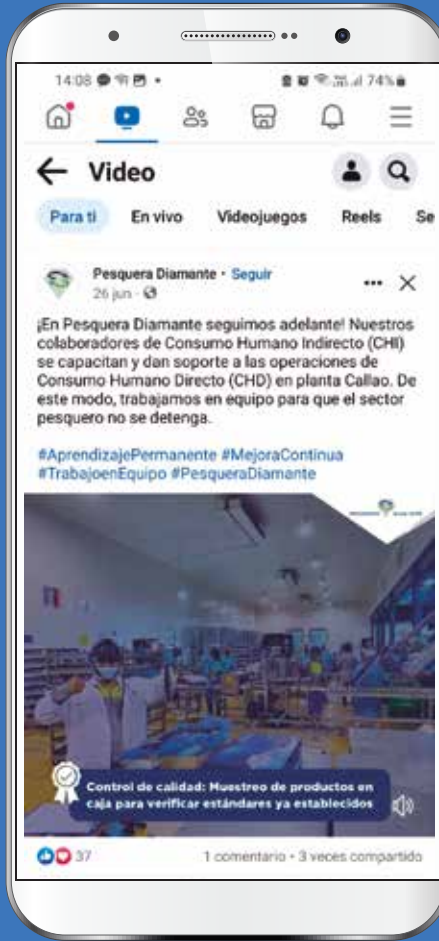 14:08
74%
Video
Para ti En vivo Videojuegos Reels Se
Pesquera Diamante • Seguir
26 jun •
¡En Pesquera Diamante seguimos adelante! Nuestros
colaboradores de Consumo Humano Indirecto (CHI)
se capacitan y dan soporte a las operaciones de
Consumo Humano Directo (CHD) en planta Callao. De
este modo, trabajamos en equipo para que el sector
pesquero no se detenga.
#AprendizajePermanente #MejoraContinua
#TrabajoenEquipo #PesqueraDiamante
Control de calidad: Muestreo de productos en
caja para verificar estándares ya establecidos
37
1 comentario • 3 veces compartido